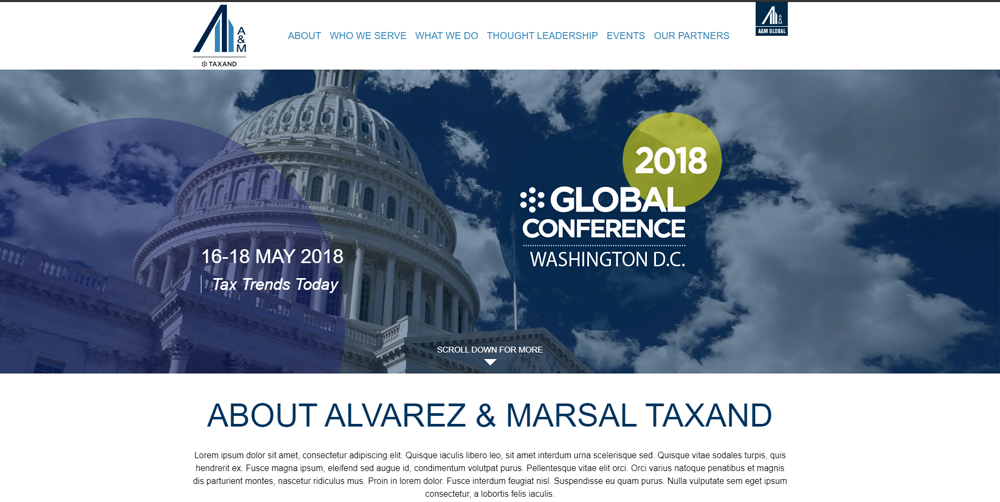 A&M
TAXAND
ABOUT WHO WE SERVE WHAT WE DO THOUGHT LEADERSHIP EVENTS OUR PARTNERS
A&M GLOBAL
2018
GLOBAL
CONFERENCE
WASHINGTON D.C.
16-18 MAY 2018
Tax Trends Today
SCROLL DOWN FOR MORE
ABOUT ALVAREZ & MARSAL TAXAND
Lorem ipsum dolor sit amet, consectetur adipiscing elit. Quisque iaculis libero leo, sit amet interdum urna scelerisque sed. Quisque vitae sodales turpis, quis
hendrerit ex. Fusce magna ipsum, eleifend sed augue id, condimentum volutpat purus. Pellentesque vitae elit orci. Orci varius natoque penatibus et magnis
dis parturient montes, nascetur ridiculus mus. Proin in lorem dolor. Fusce interdum feugiat nisl. Suspendisse eu quam purus. Nulla vulputate sem eget ipsum
consectetur, a lobortis felis iaculis.